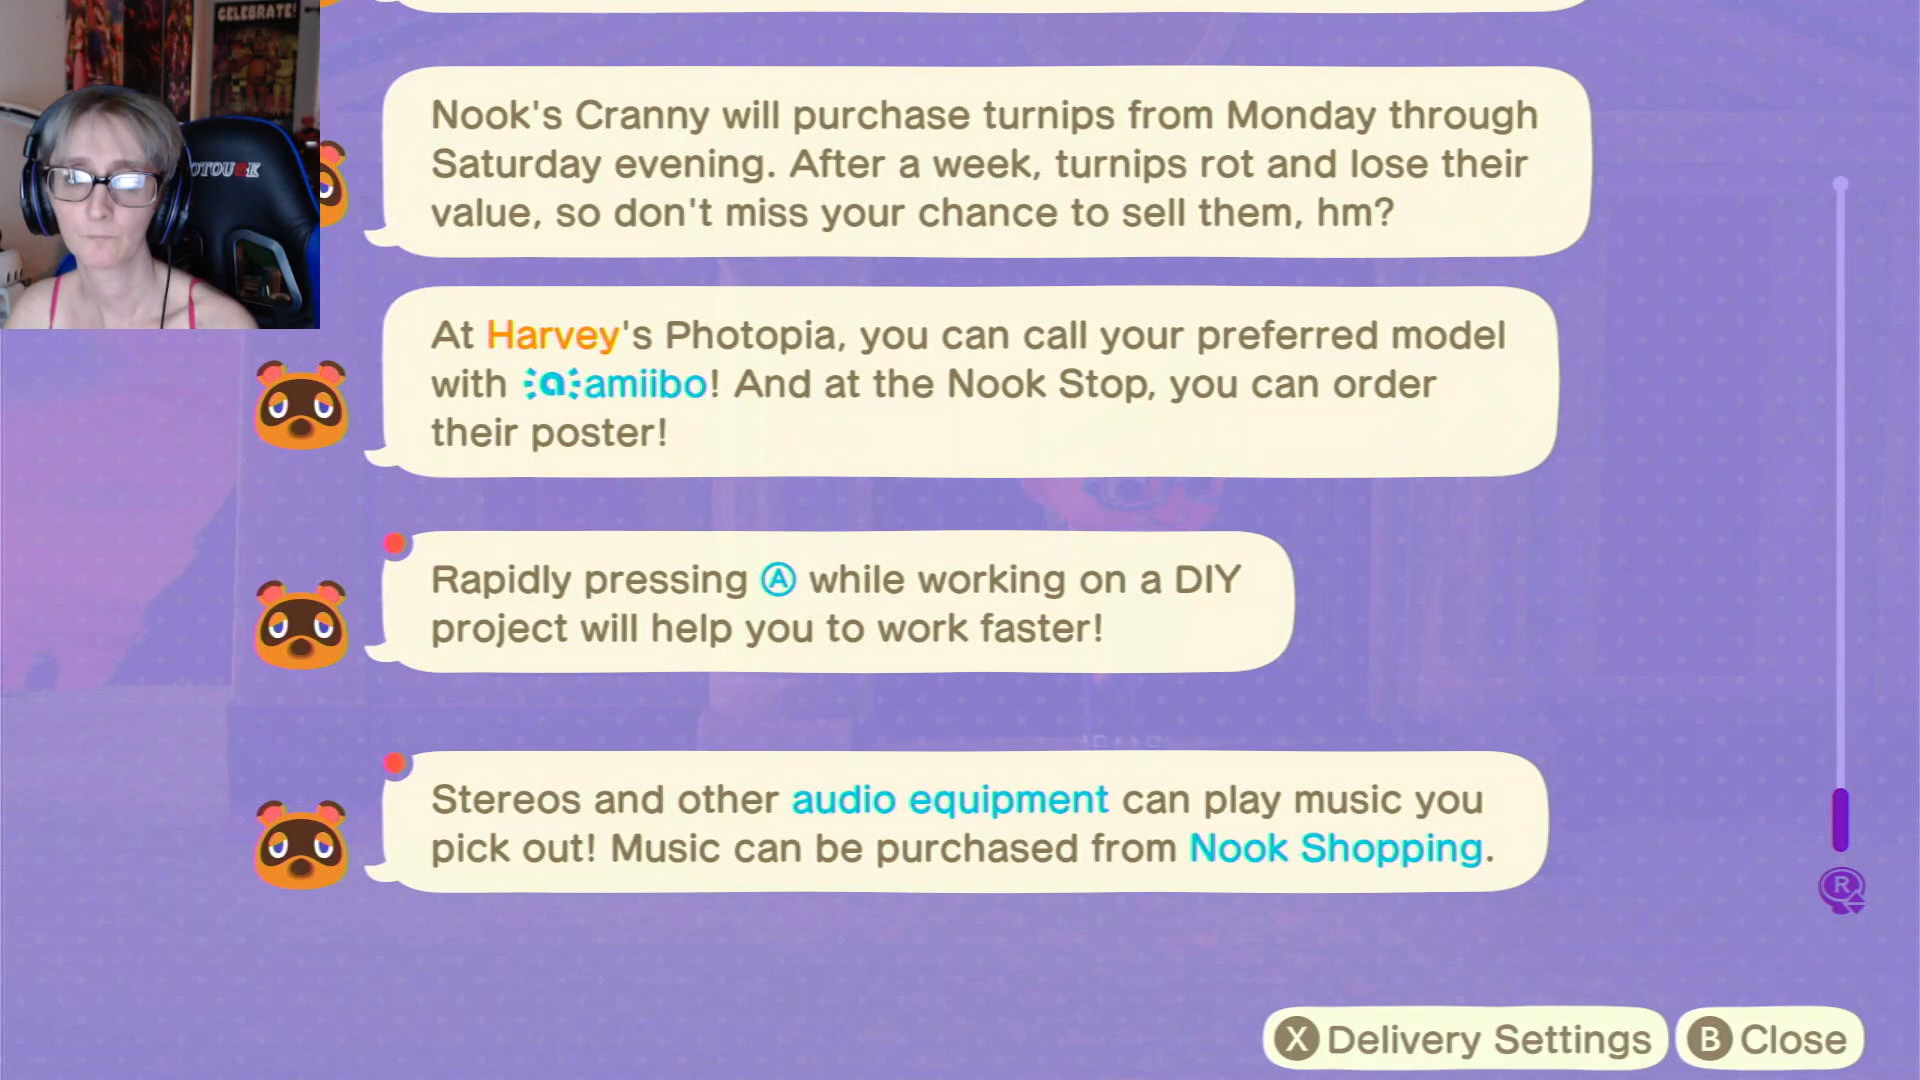 CELEBRATE!
Nook's Cranny will purchase turnips from Monday through
Saturday evening. After a week, turnips rot and lose their
value, so don't miss your chance to sell them, hm?
At Harvey's Photopia, you can call your preferred model
with amiibo! And at the Nook Stop, you can order
their poster!
Rapidly pressing A while working on a DIY
project will help you to work faster!
Stereos and other audio equipment can play music you
pick out! Music can be purchased from Nook Shopping.
R
X Delivery Settings
B Close